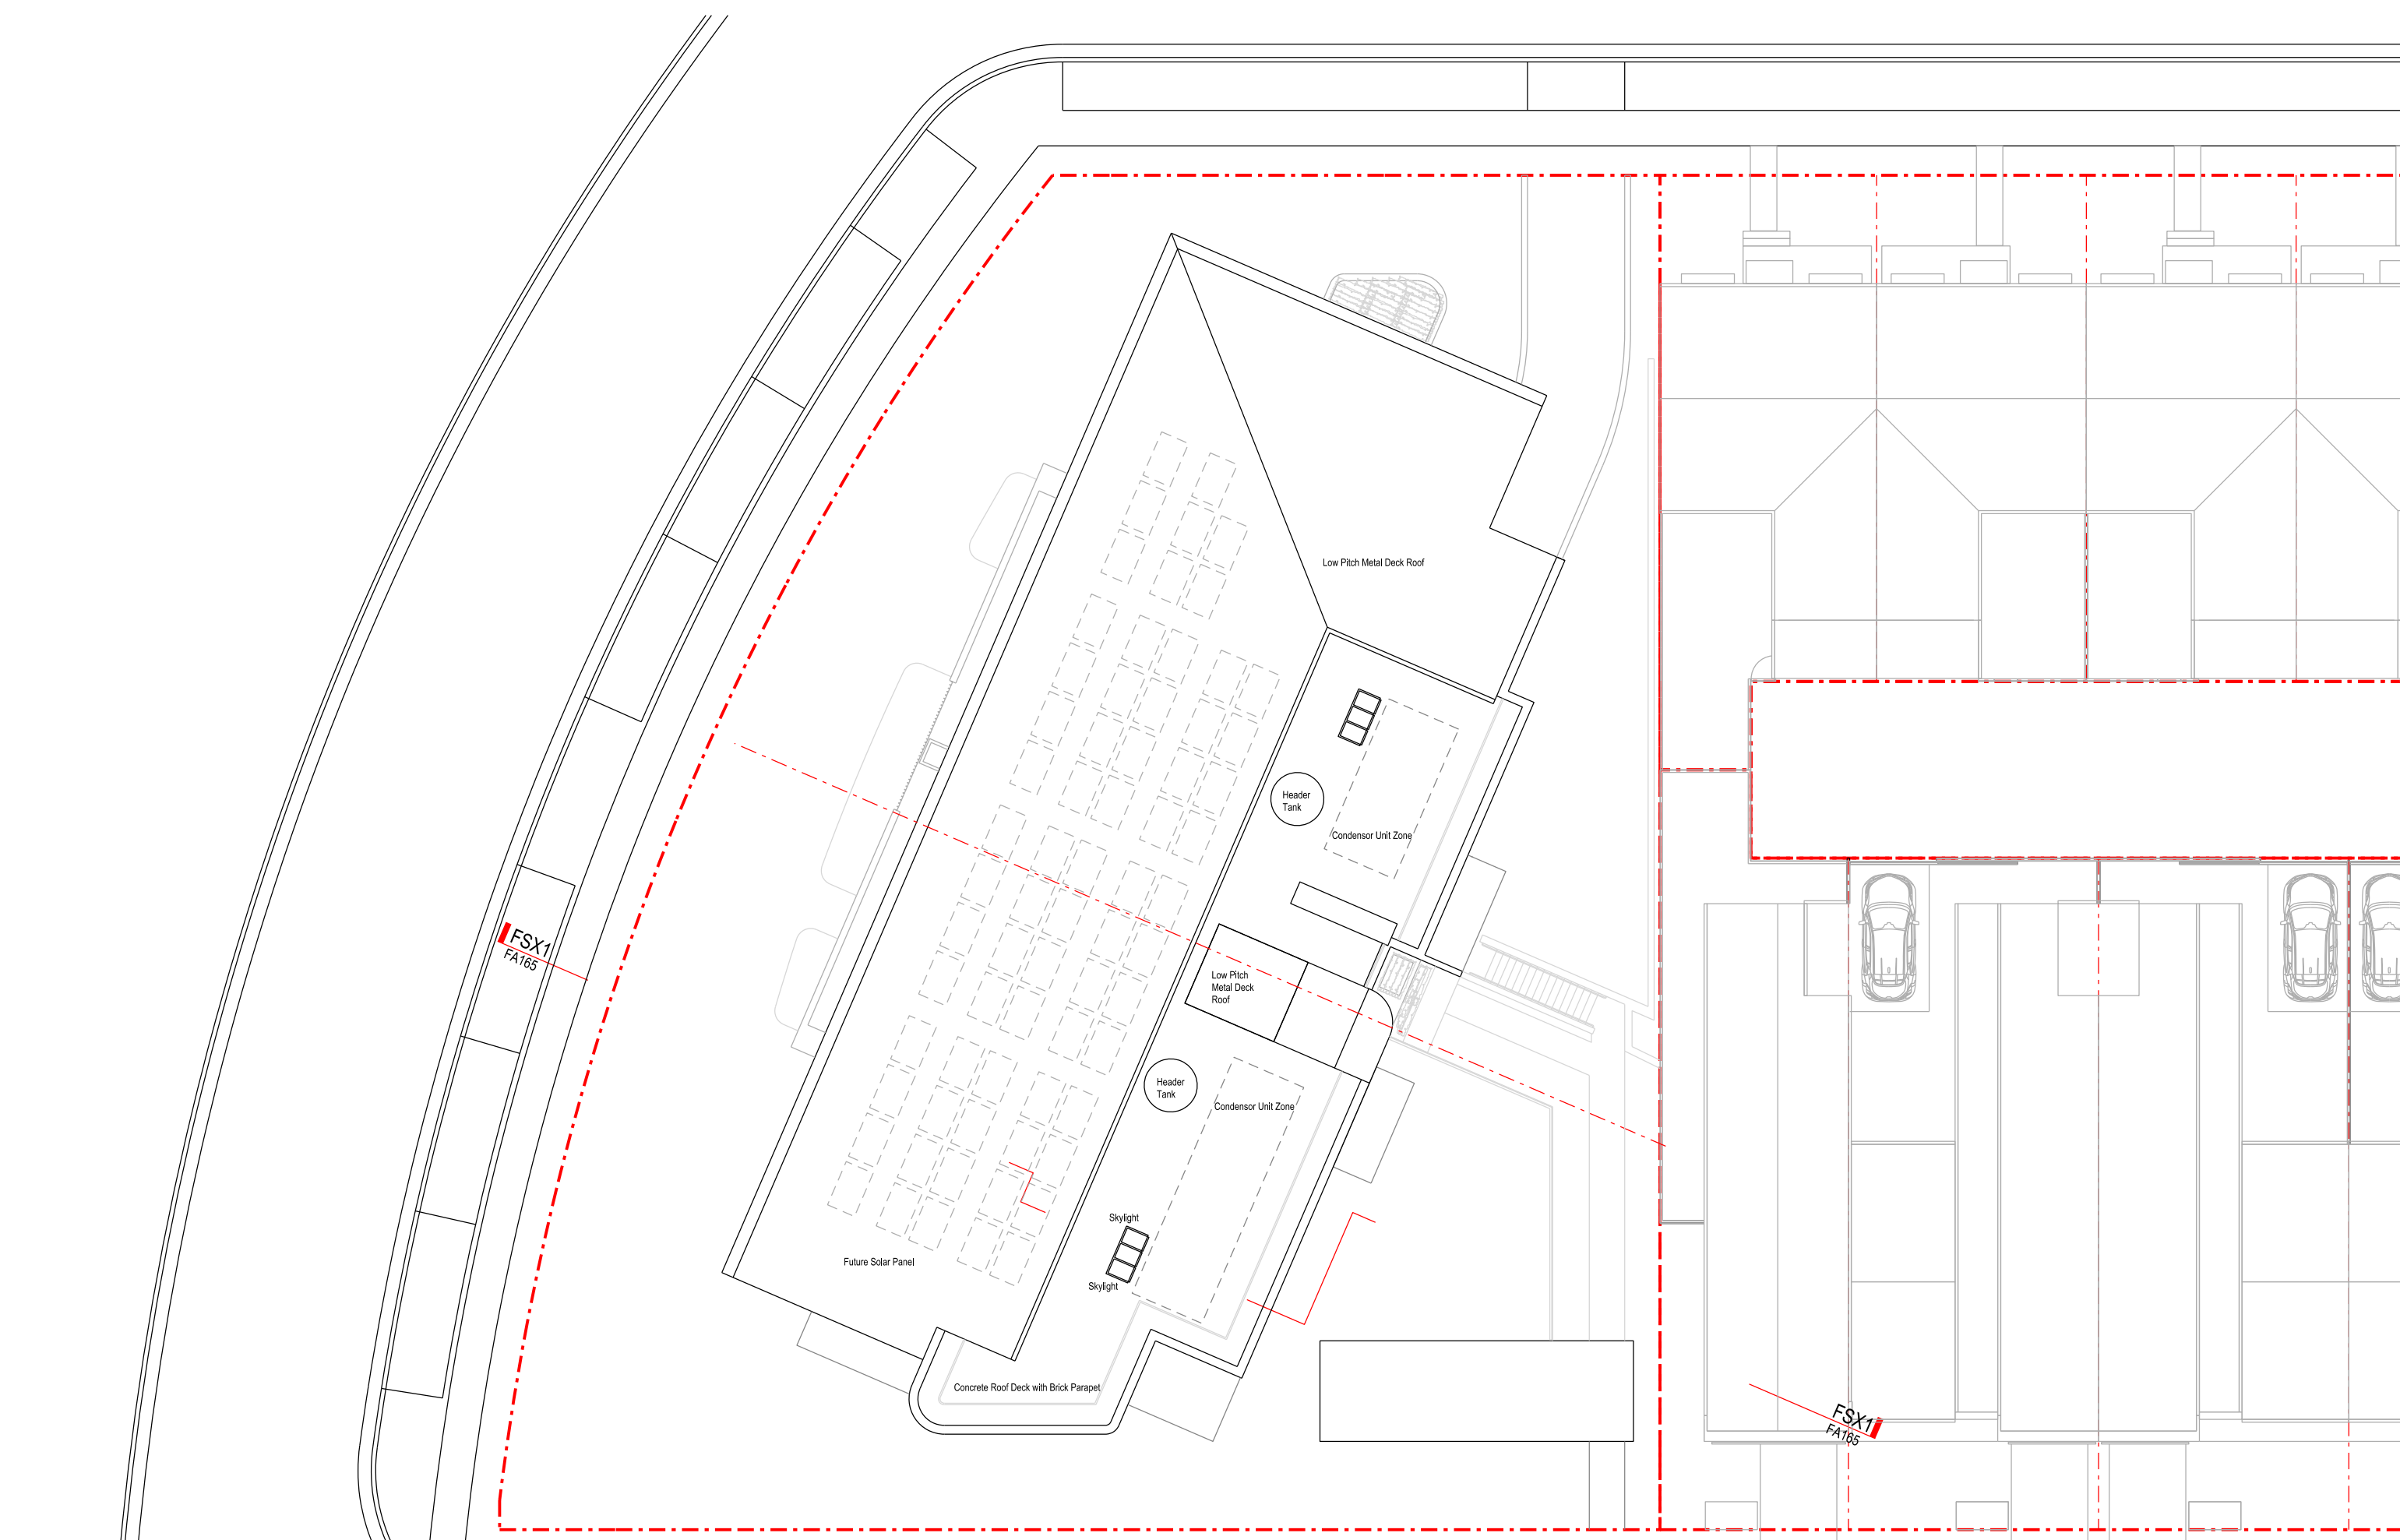 Low Pitch Metal Deck Roof
Header
Tank
Condensor Unit Zone
FSX1
FA165
Low Pitch
Metal Deck
Roof
Header
Tank
Condensor Unit Zone
Skylight
Future Solar Panel
Skylight
Concrete Roof Deck with Brick Parapet
FSX1
FA165